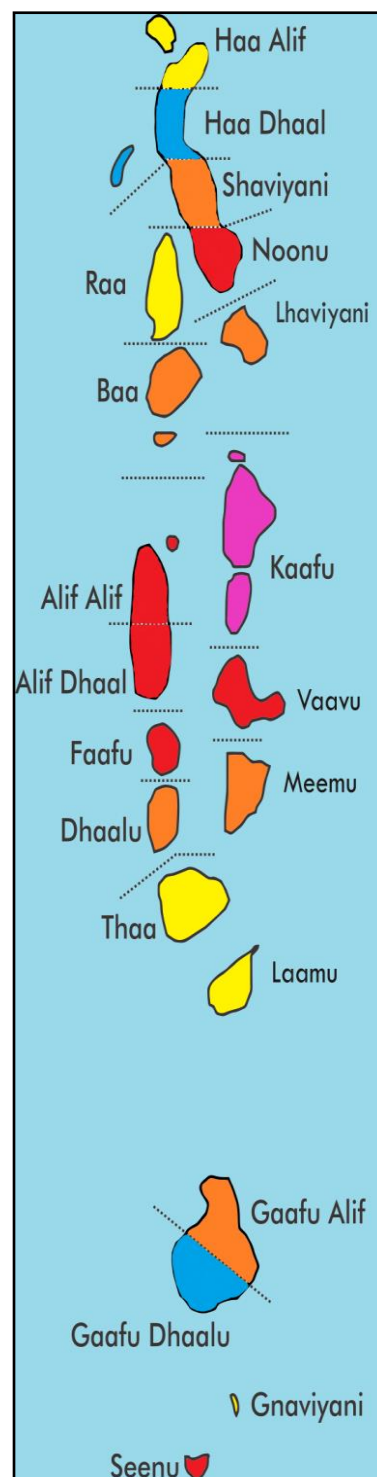 Haa Alif
Haa Dhaal
Shaviyani
Noonu
Raa
Lhaviyani
Baa
Kaafu
Alif Alif
Alif Dhaal
Vaavu
Faafu
Meemu
Dhaalu
Thaa
Laamu
Gaafu Alif
Gaafu Dhaalu
Gnaviyani
Seenu